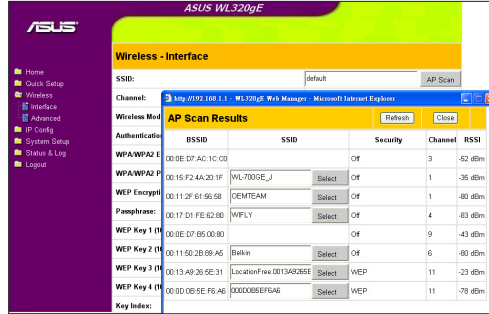 ASUS WL320gE
ASUS
Wireless - Interface
Home
Quick Setup
Wireless
Interface
Advanced
IP Config
System Setup
Status & Log
Logout
SSID: default AP Scan
Channel:
Wireless Mod
Authentication
WPA/WPA2 E
WPA/WPA2 P
WEP Encrypti
Passphrase:
WEP Key 1 (1
WEP Key 2 (1
WEP Key 3 (1
WEP Key 4 (1
Key Index:
http://192.168.1.1 - WL320gE Web Manager - Microsoft Internet Explorer
AP Scan Results Refresh Close
BSSID SSID Security Channel RSSI
00:0E:D7:AC:1C:C0 Off 3 -52 dBm
00:15:F2:4A:20:1F WL-700GE_J Select Off 1 -35 dBm
00:11:2F:61:56:58 OEMTEAM Select Off 1 -80 dBm
00:17:D1:FE:62:80 WIFLY Select Off 4 -83 dBm
00:0E:D7:B5:00:80 Off 9 -43 dBm
00:11:50:2B:89:A5 Belkin Select Off 6 -80 dBm
00:13:A9:26:5E:31 LocationFree.0013A9265E Select WEP 11 -23 dBm
00:0D:0B:5E:F6:A6 000D0B5EF6A6 Select WEP 11 -78 dBm